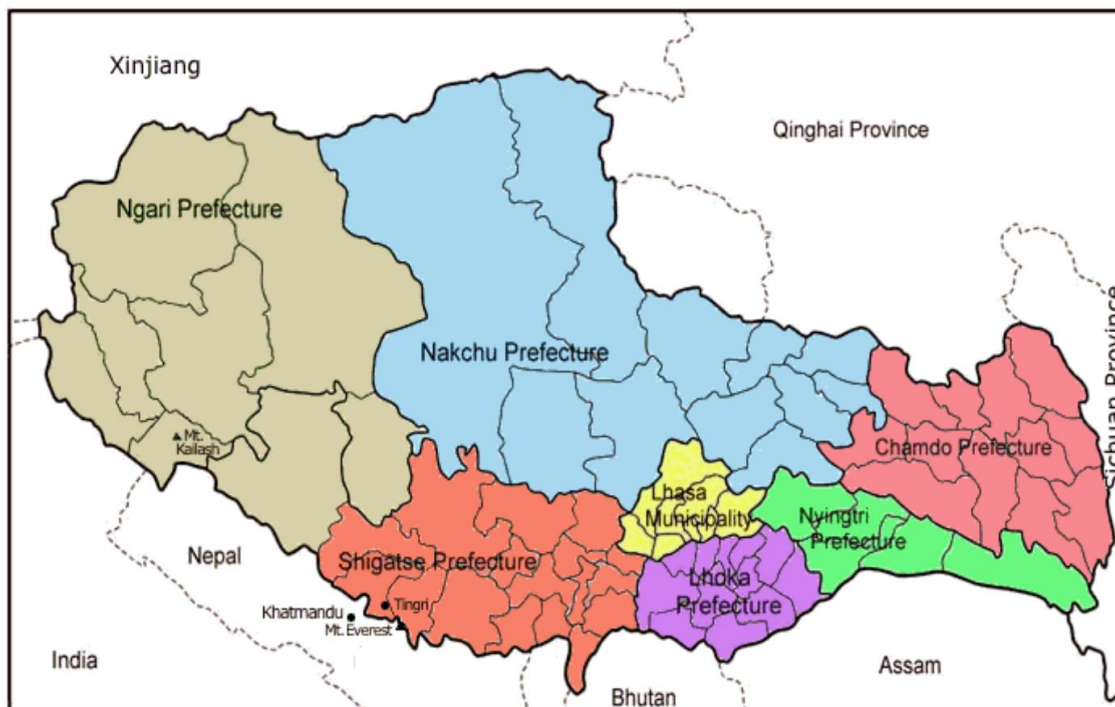 Xinjiang
Qinghai Province
Ngari Prefecture
Nakchu Prefecture
Sichuan Province
Mt.
Kailash
Chamdo Prefecture
Lhasa
Municipality
Nyingtri
Prefecture
Nepal
Shigatse Prefecture
Lhoka
Prefecture
Tingri
Khatmandu
Mt. Everest
India
Assam
Bhutan